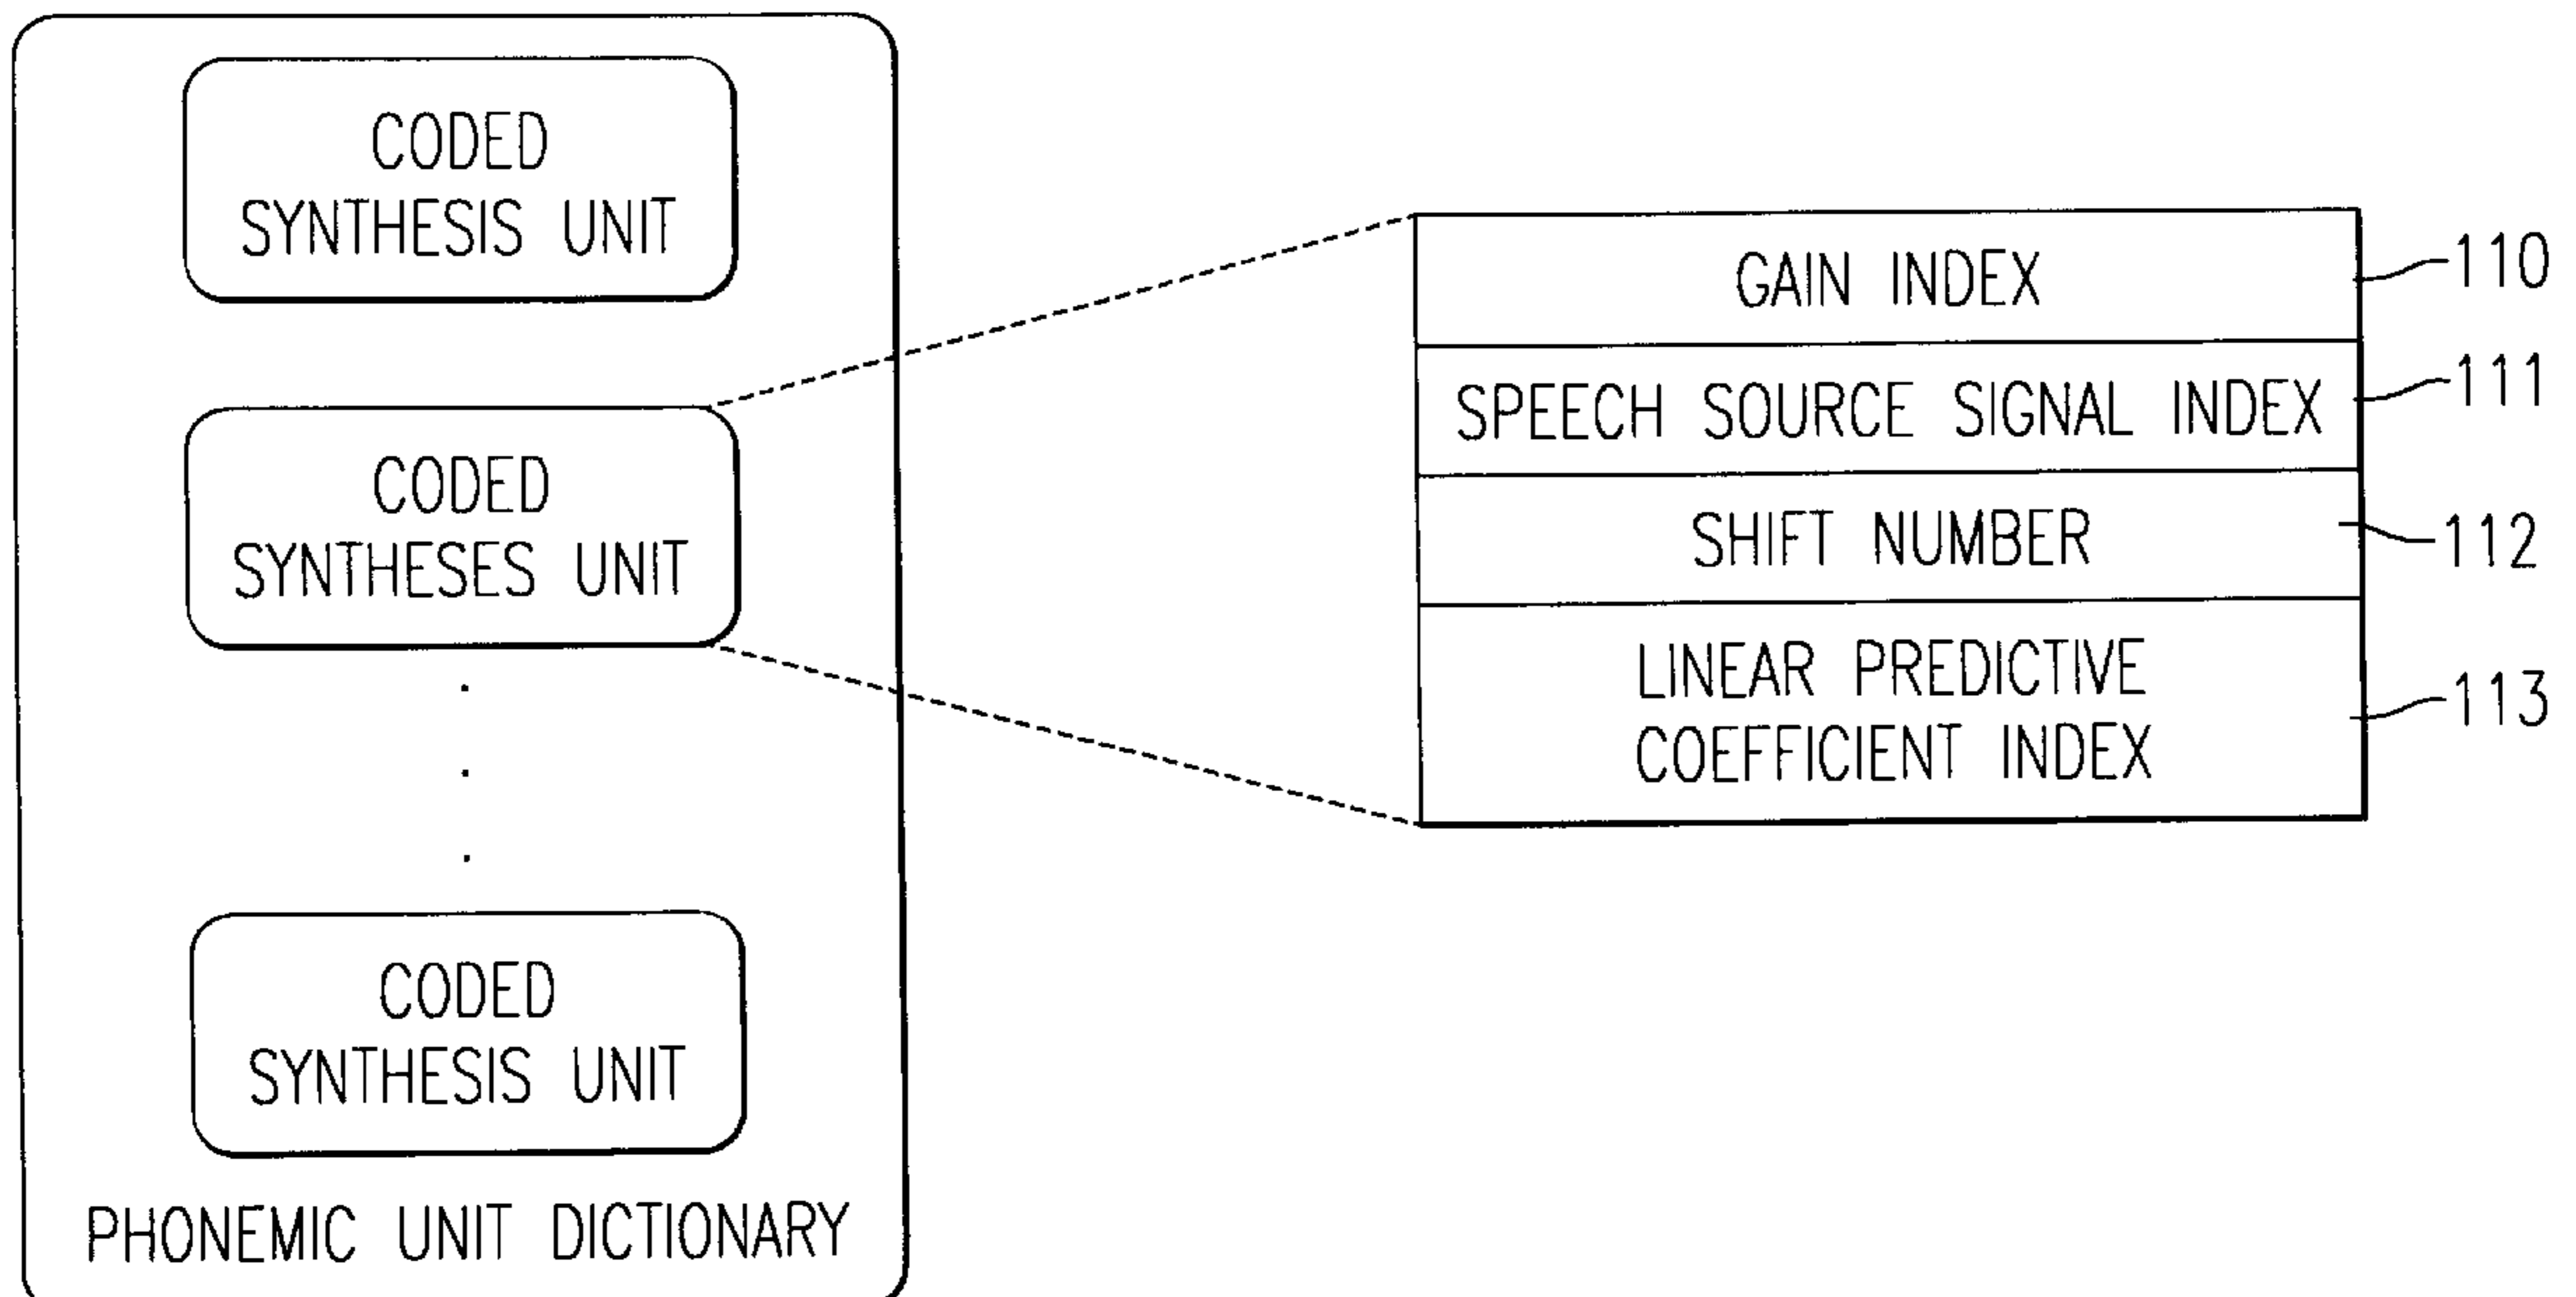 CODED
SYNTHESIS UNIT
CODED
SYNTHESES UNIT
.
.
.
CODED
SYNTHESIS UNIT
PHONEMIC UNIT DICTIONARY
GAIN INDEX
110
SPEECH SOURCE SIGNAL INDEX
111
SHIFT NUMBER
112
LINEAR PREDICTIVE
COEFFICIENT INDEX
113